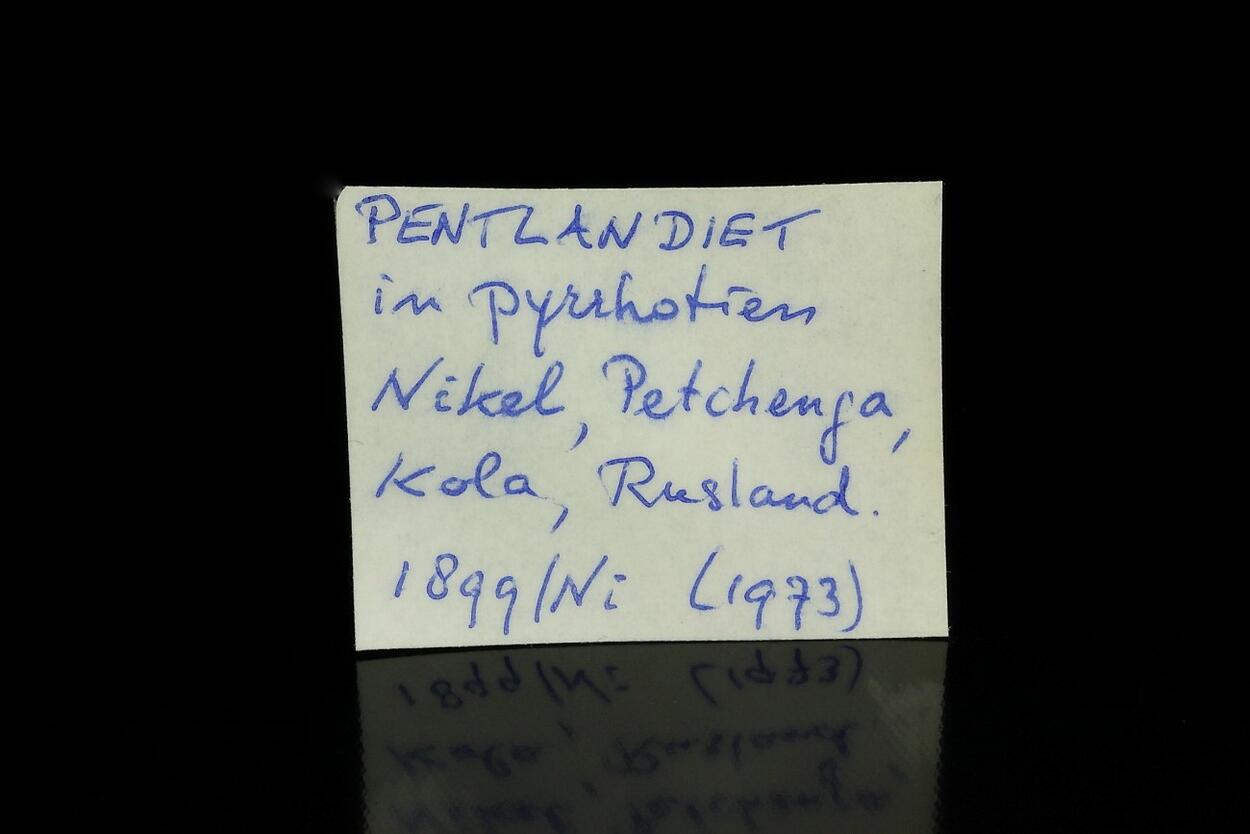 PENTLANDIET
in pyrrhotien
Nikel, Petchenga,
Kola, Rusland.
1899/Ni (1973)